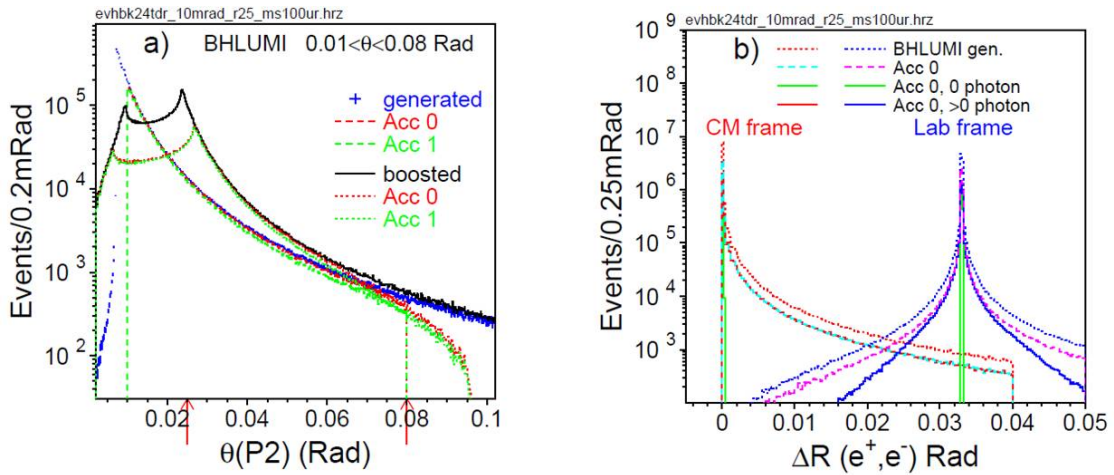 evhbk24tdr_10mrad_r25_ms100ur.hrz
a)
BHLUMI 0.01<θ<0.08 Rad
generated
Acc 0
Acc 1
boosted
Acc 0
Acc 1
Events/0.2mRad
10^5
10^4
10^3
10^2
0.02 0.04 0.06 0.08 0.1
θ(P2) (Rad)
evhbk24tdr_10mrad_r25_ms100ur.hrz
b)
BHLUMI gen.
Acc 0
Acc 0, 0 photon
Acc 0, >0 photon
CM frame
Lab frame
Events/0.25mRad
10^9
10^8
10^7
10^6
10^5
10^4
10^3
0 0.01 0.02 0.03 0.04 0.05
ΔR (e⁺,e⁻) Rad